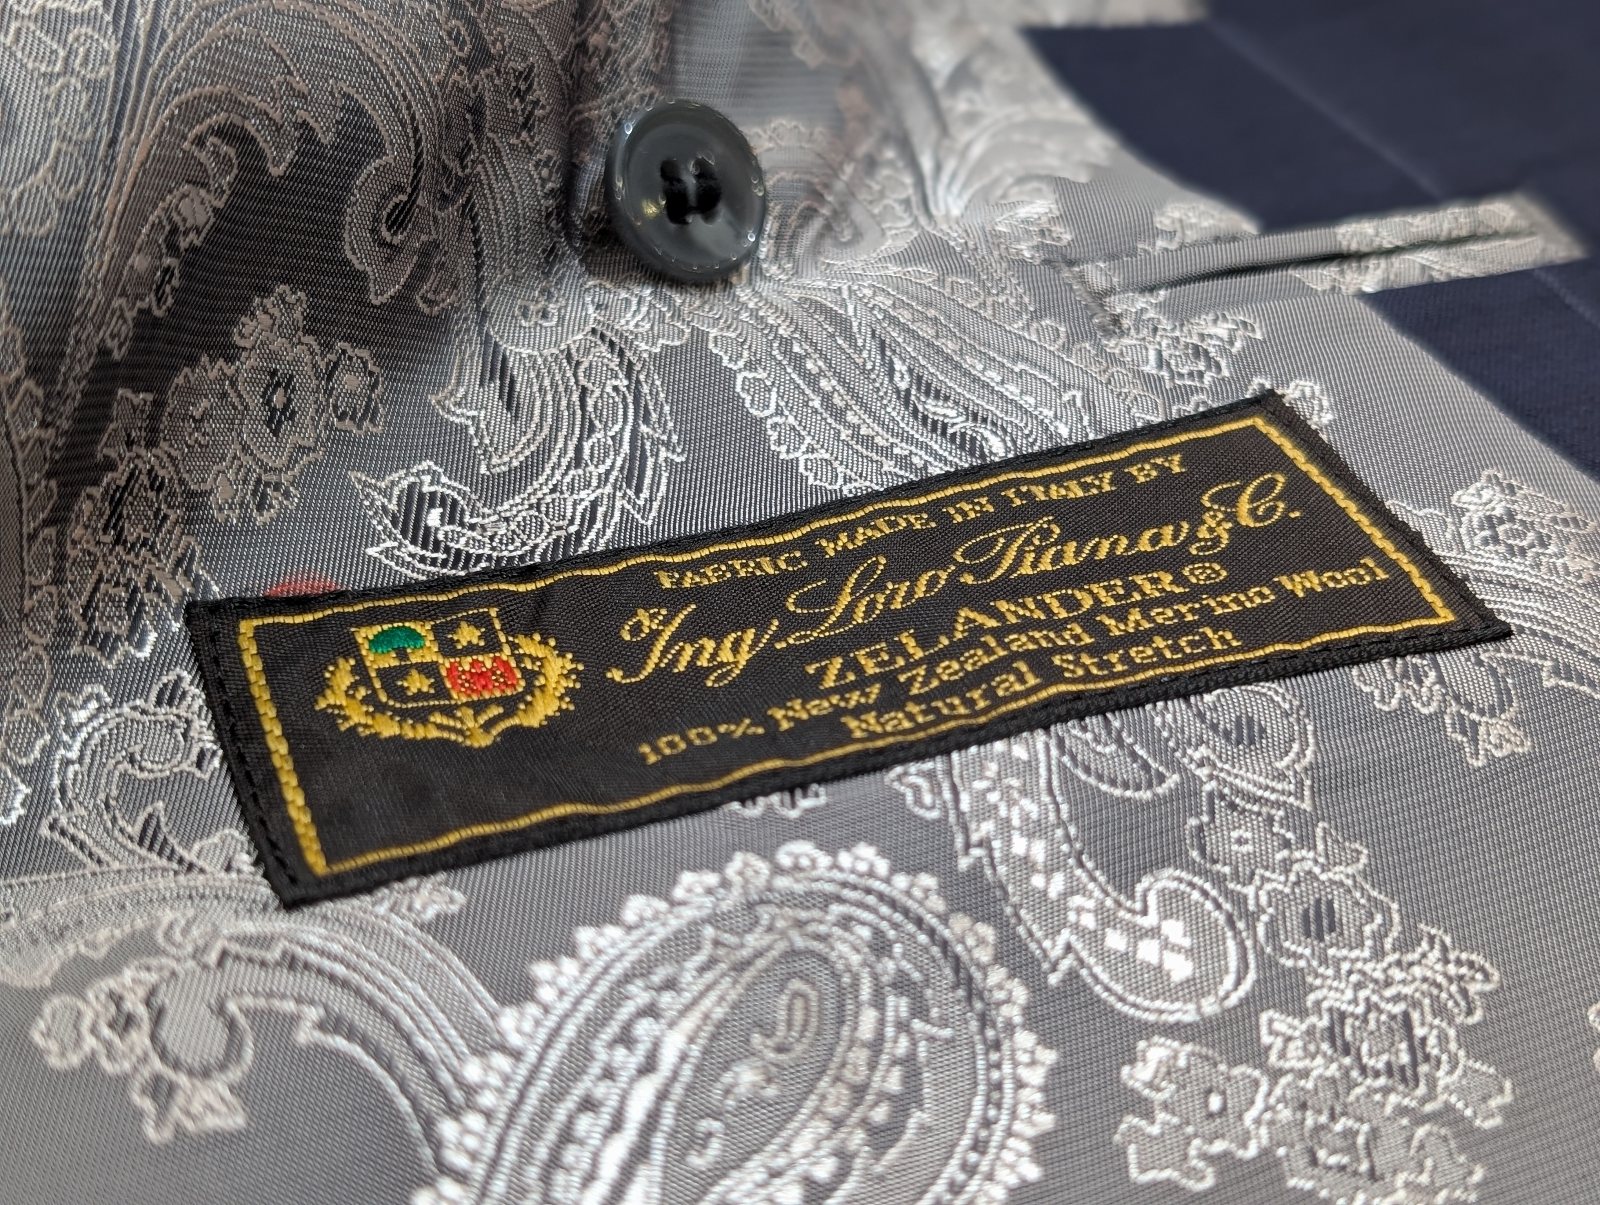 FABRIC MADE IN ITALY BY
Ing. Loro Piana & C.
ZELANDER®
100% New Zealand Merino Wool
Natural Stretch